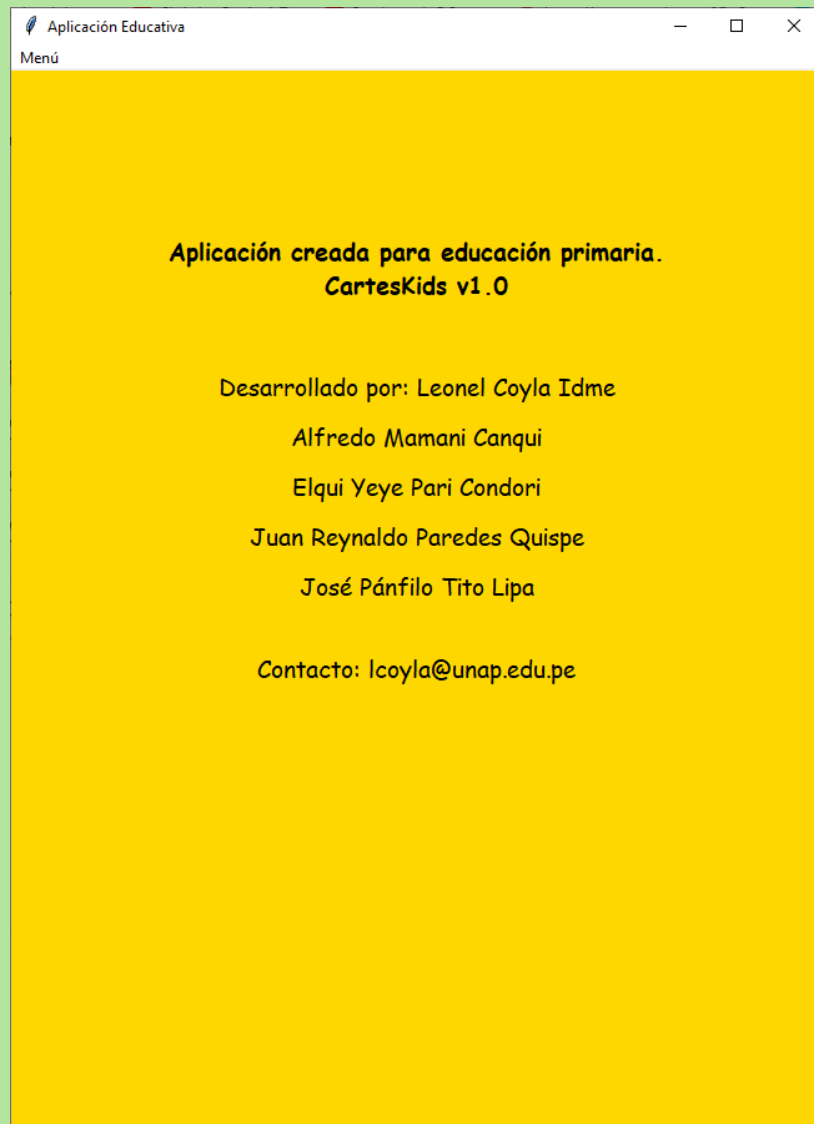 Aplicación Educativa
Menú
Aplicación creada para educación primaria.
CartesKids v1.0
Desarrollado por: Leonel Coyla Idme
Alfredo Mamani Canqui
Elqui Yeye Pari Condori
Juan Reynaldo Paredes Quispe
José Pánfilo Tito Lipa
Contacto: lcoyla@unap.edu.pe